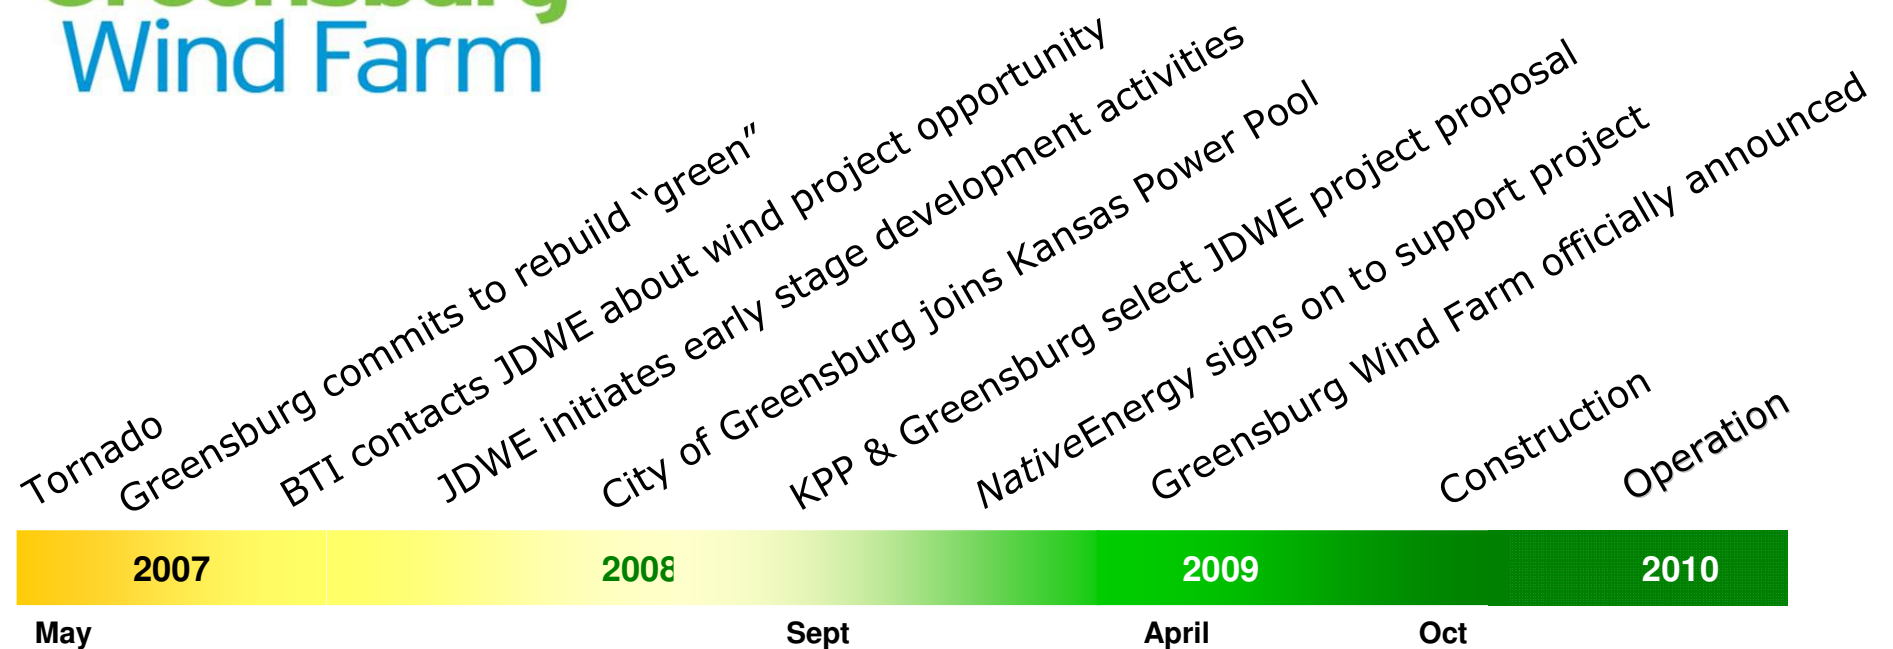 Greensburg
Wind Farm
Tornado
Greensburg commits to rebuild “green”
BTI contacts JDWE about wind project opportunity
JDWE initiates early stage development activities
City of Greensburg joins Kansas Power Pool
KPP & Greensburg select JDWE project proposal
NativeEnergy signs on to support project
Greensburg Wind Farm officially announced
Construction
Operation
2007 2008 2009 2010
May Sept April Oct